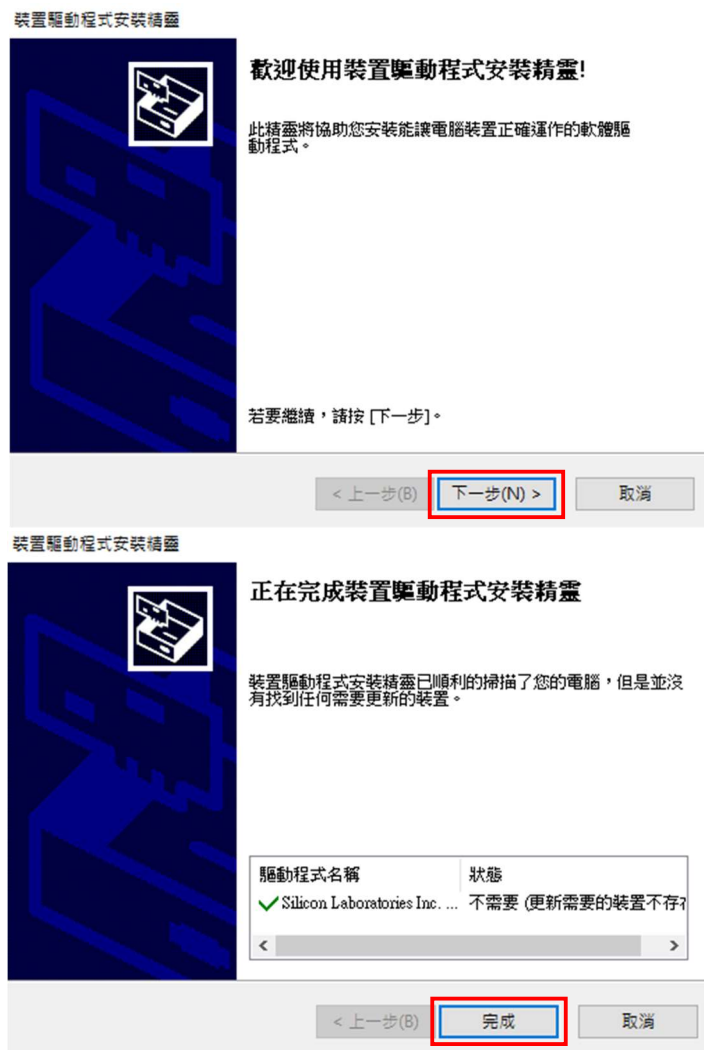 裝置驅動程式安裝精靈
歡迎使用裝置驅動程式安裝精靈!
此精靈將協助您安裝能讓電腦裝置正確運作的軟體驅
動程式。
若要繼續，請按 [下一步]。
< 上一步(B) 下一步(N) > 取消
裝置驅動程式安裝精靈
正在完成裝置驅動程式安裝精靈
裝置驅動程式安裝精靈已順利的掃描了您的電腦，但是並沒
有找到任何需要更新的裝置。
驅動程式名稱 狀態
Silicon Laboratories Inc. ... 不需要 (更新需要的裝置不存
< 上一步(B) 完成 取消